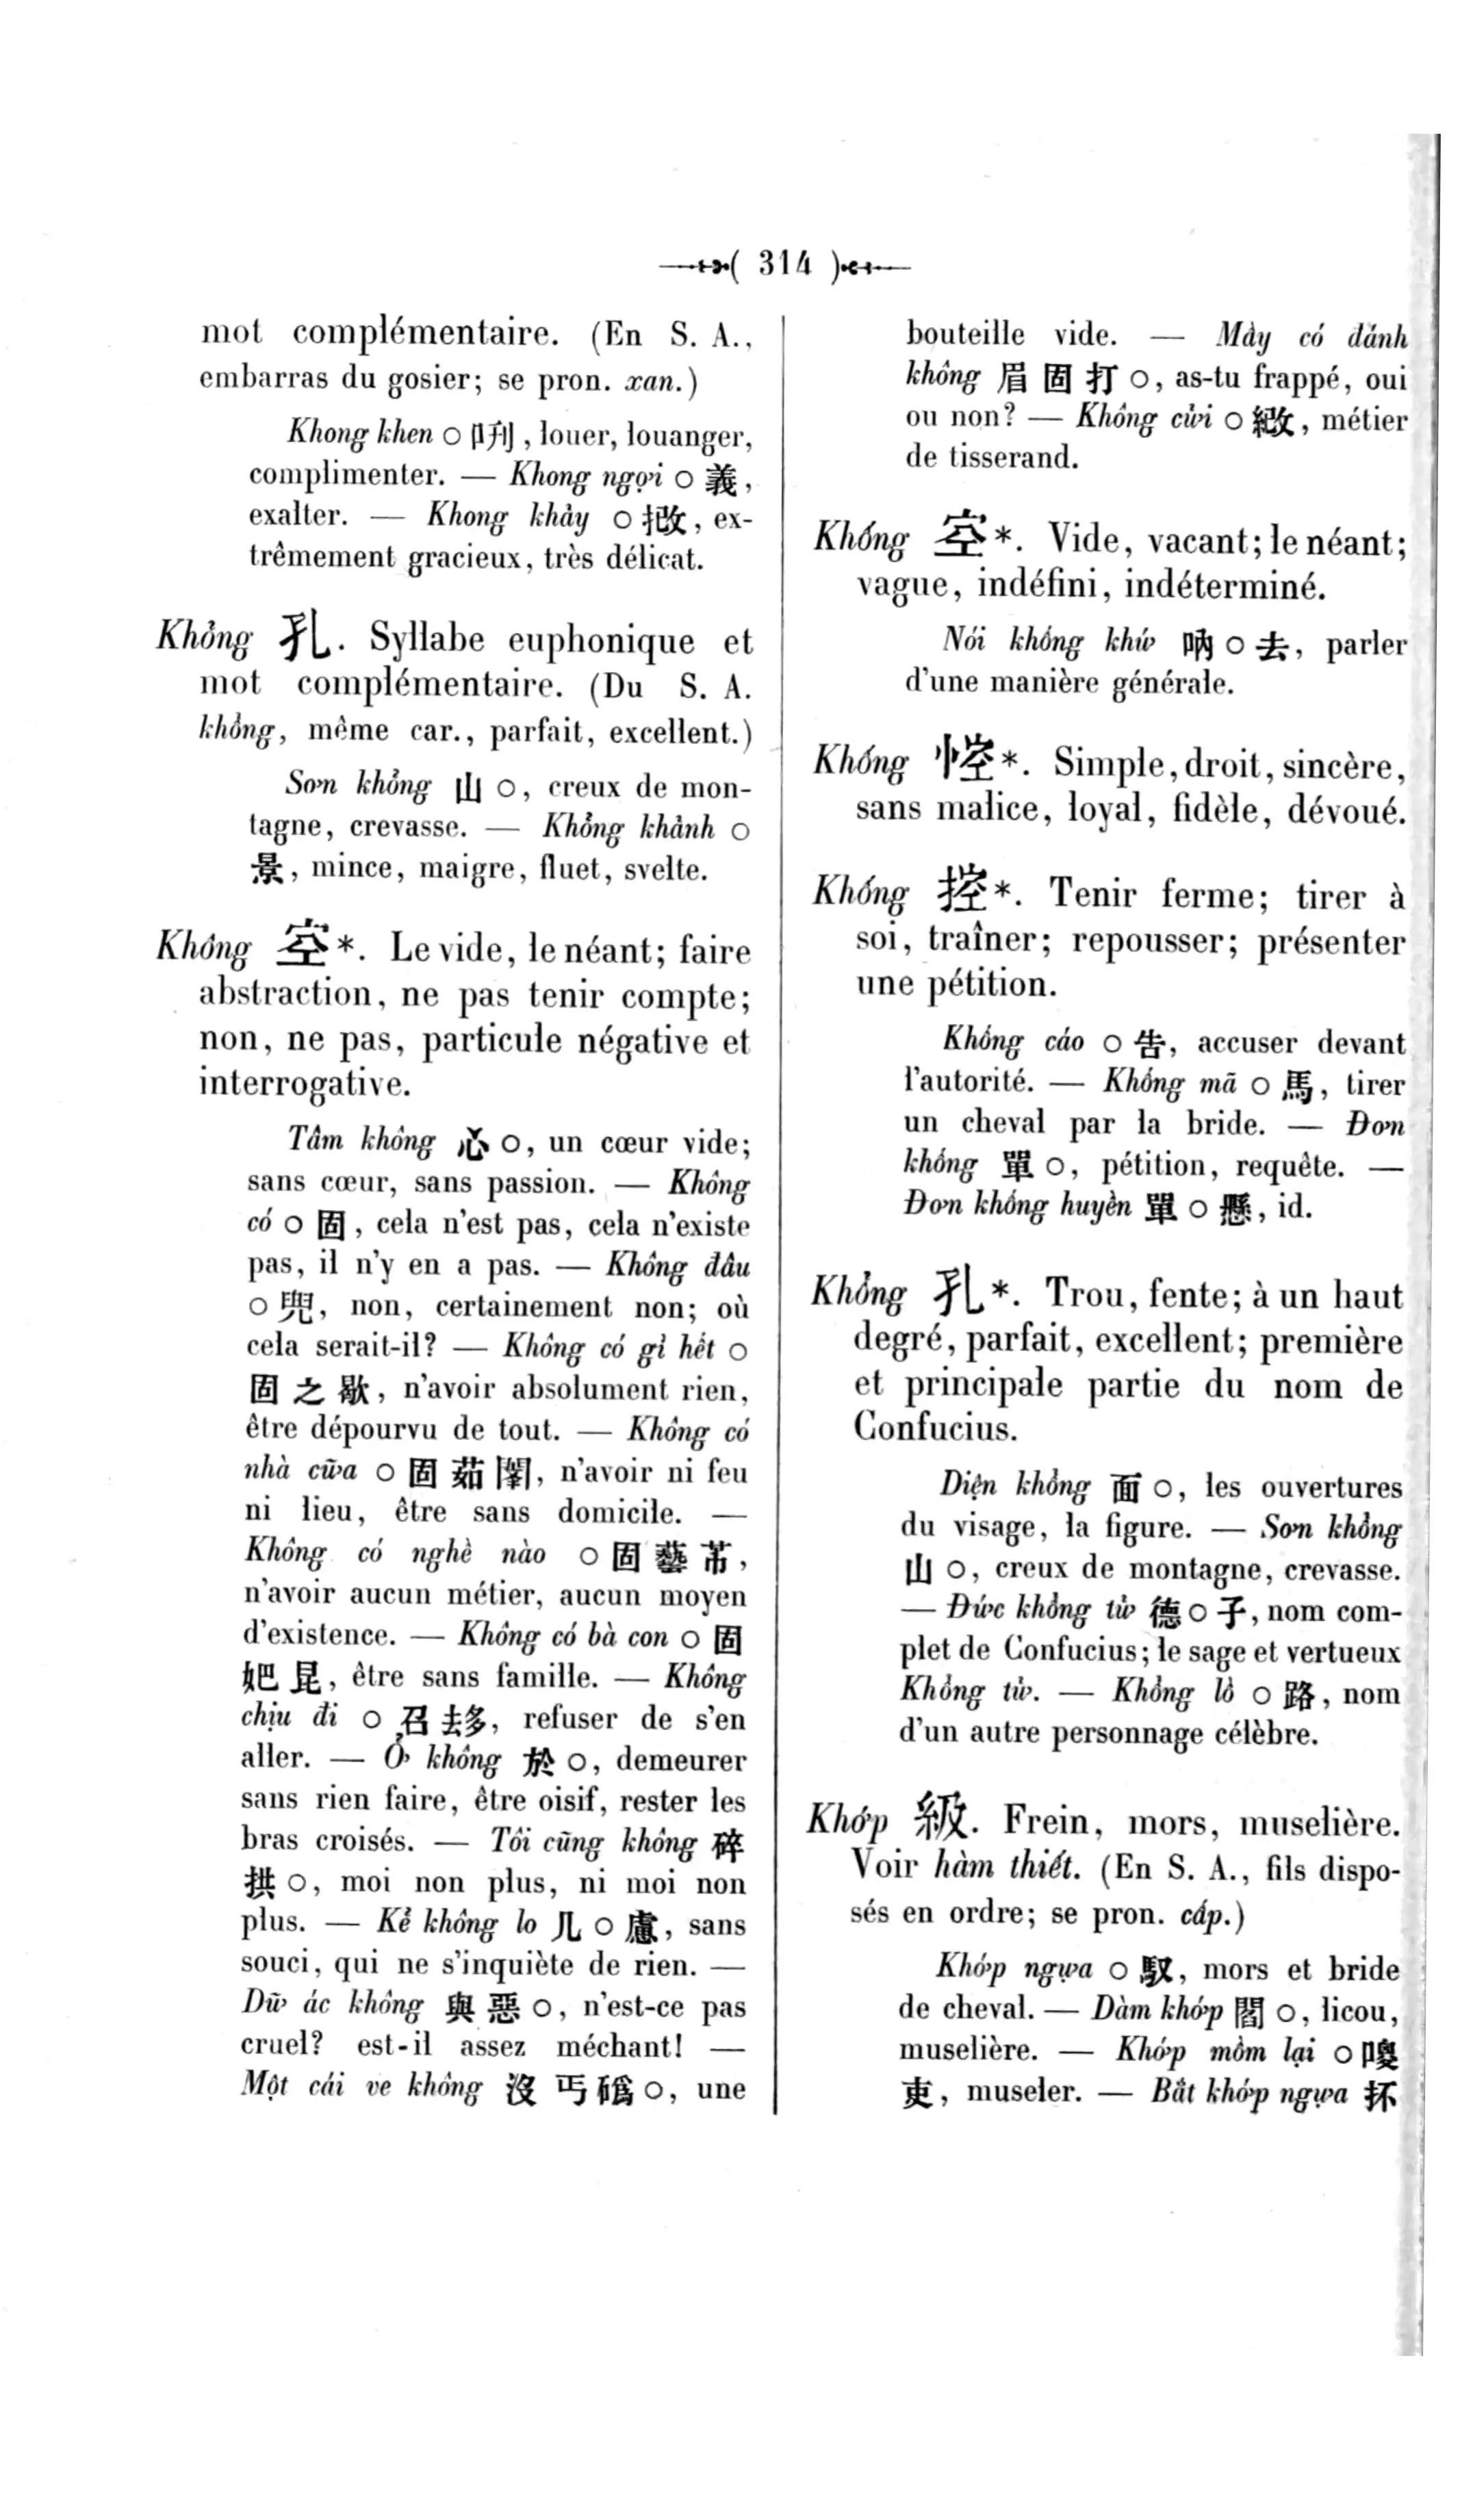 ( 314 )
mot complémentaire. (En S. A.,
embarras du gosier; se pron. xan.)
Khong khen ○ 𠸦, louer, louanger,
complimenter. — Khong ngợi ○ 義,
exalter. — Khong khảy ○ 㨟, ex-
trêmement gracieux, très délicat.
Khỏng 孔. Syllabe euphonique et
mot complémentaire. (Du S. A.
khổng, même car., parfait, excellent.)
Sơn khổng 山 ○, creux de mon-
tagne, crevasse. — Khỏng khảnh ○
景, mince, maigre, fluet, svelte.
Không 空*. Le vide, le néant; faire
abstraction, ne pas tenir compte;
non, ne pas, particule négative et
interrogative.
Tâm không 心 ○, un cœur vide;
sans cœur, sans passion. — Không
có ○ 固, cela n'est pas, cela n'existe
pas, il n'y en a pas. — Không đâu
○ 兜, non, certainement non; où
cela serait-il? — Không có gì hết ○
固 之 歇, n'avoir absolument rien,
être dépourvu de tout. — Không có
nhà cữa ○ 固 茹 , n'avoir ni feu
ni lieu, être sans domicile. —
Không có nghề nào ○ 固 藝 芇,
n'avoir aucun métier, aucun moyen
d'existence. — Không có bà con ○ 固
妑 昆, être sans famille. — Không
chịu đi ○ 召 𠫾, refuser de s'en
aller. — Ở không 於 ○, demeurer
sans rien faire, être oisif, rester les
bras croisés. — Tôi cũng không 碎
拱 ○, moi non plus, ni moi non
plus. — Kẻ không lo 几 ○ 慮, sans
souci, qui ne s'inquiète de rien. —
Dữ ác không 與 惡 ○, n'est-ce pas
cruel? est-il assez méchant! —
Một cái ve không 沒 丐 ○, une
bouteille vide. — Mầy có đánh
không 眉 固 打 ○, as-tu frappé, oui
ou non? — Không cửi ○ , métier
de tisserand.
Khống 空*. Vide, vacant; le néant;
vague, indéfini, indéterminé.
Nói khống khứ 吶 ○ 去, parler
d'une manière générale.
Khống 悾*. Simple, droit, sincère,
sans malice, loyal, fidèle, dévoué.
Khống 控*. Tenir ferme; tirer à
soi, traîner; repousser; présenter
une pétition.
Khống cáo ○ 告, accuser devant
l'autorité. — Khống mã ○ 馬, tirer
un cheval par la bride. — Đơn
khống 單 ○, pétition, requête. —
Đơn khống huyền 單 ○ 懸, id.
Khổng 孔*. Trou, fente; à un haut
degré, parfait, excellent; première
et principale partie du nom de
Confucius.
Diện khổng 面 ○, les ouvertures
du visage, la figure. — Sơn khổng
山 ○, creux de montagne, crevasse.
— Đức khổng tử 德 ○ 子, nom com-
plet de Confucius; le sage et vertueux
Khổng tử. — Khổng lồ ○ 路, nom
d'un autre personnage célèbre.
Khớp 級. Frein, mors, muselière.
Voir hàm thiết. (En S. A., fils dispo-
sés en ordre; se pron. cấp.)
Khớp ngựa ○ 馭, mors et bride
de cheval. — Dàm khớp 閻 ○, licou,
muselière. — Khớp mồm lại ○
吏, museler. — Bắt khớp ngựa 抔